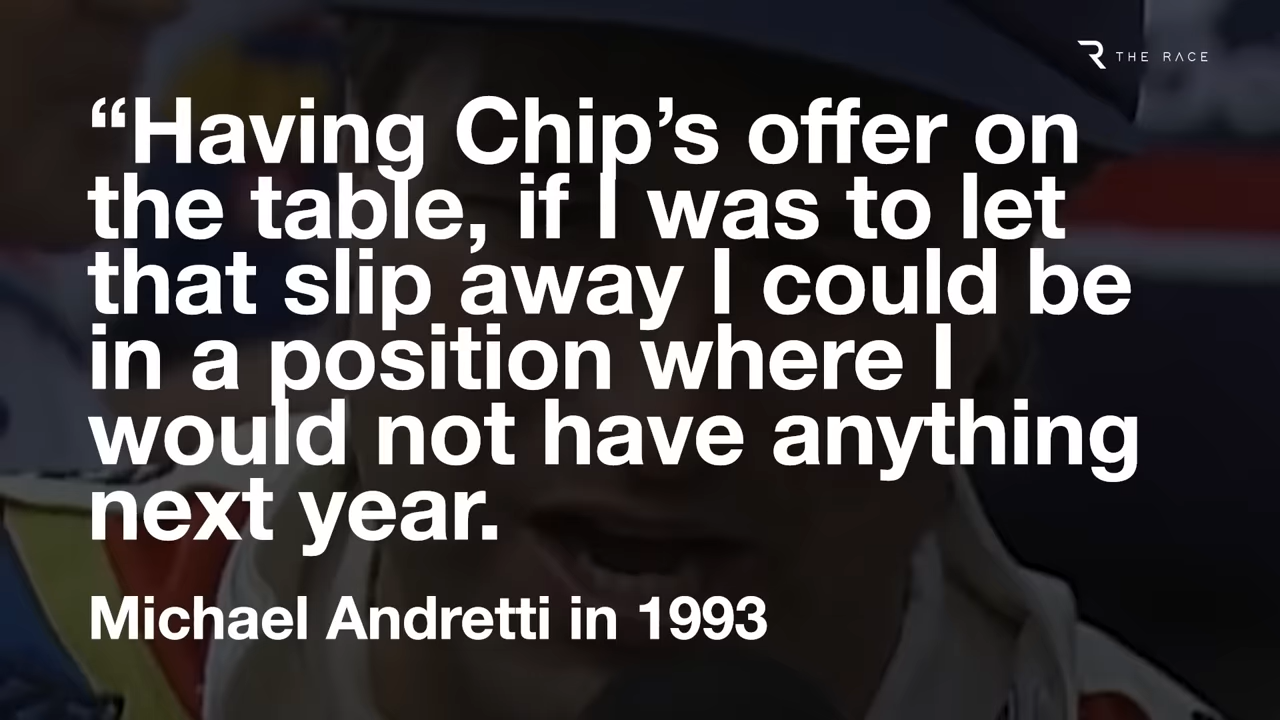 THE RACE
“Having Chip’s offer on
the table, if I was to let
that slip away I could be
in a position where I
would not have anything
next year.
Michael Andretti in 1993